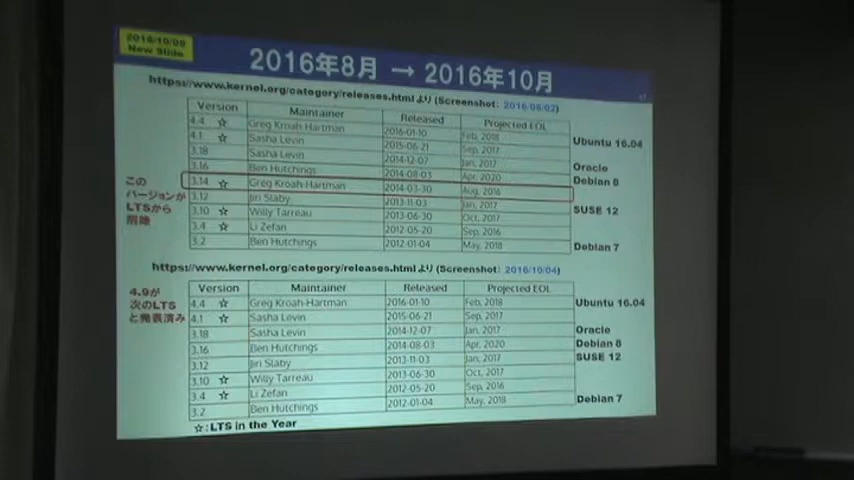 2016/10/09
New Slide
2016年8月 → 2016年10月
https://www.kernel.org/category/releases.html より (Screenshot: 2016/08/02)
Version Maintainer Released Projected EOL
4.4 ☆ Greg Kroah-Hartman 2016-01-10 Feb, 2018 Ubuntu 16.04
4.1 ☆ Sasha Levin 2015-06-21 Sep, 2017
3.18 Sasha Levin 2014-12-07 Jan, 2017 Oracle
3.16 Ben Hutchings 2014-08-03 Apr, 2020 Debian 8
3.14 ☆ Greg Kroah-Hartman 2014-03-30 Aug, 2016
3.12 Jiri Slaby 2013-11-03 Jan, 2017 SUSE 12
3.10 ☆ Willy Tarreau 2013-06-30 Oct, 2017
3.4 ☆ Li Zefan 2012-05-20 Sep, 2016
3.2 Ben Hutchings 2012-01-04 May, 2018 Debian 7
この
バージョンが
LTSから
削除
https://www.kernel.org/category/releases.html より (Screenshot: 2016/10/04)
Version Maintainer Released Projected EOL
4.4 ☆ Greg Kroah-Hartman 2016-01-10 Feb, 2018 Ubuntu 16.04
4.1 ☆ Sasha Levin 2015-06-21 Sep, 2017
3.18 Sasha Levin 2014-12-07 Jan, 2017 Oracle
3.16 Ben Hutchings 2014-08-03 Apr, 2020 Debian 8
3.12 Jiri Slaby 2013-11-03 Jan, 2017 SUSE 12
3.10 ☆ Willy Tarreau 2013-06-30 Oct, 2017
3.4 ☆ Li Zefan 2012-05-20 Sep, 2016
3.2 Ben Hutchings 2012-01-04 May, 2018 Debian 7
4.9が
次のLTS
と発表済み
☆:LTS in the Year